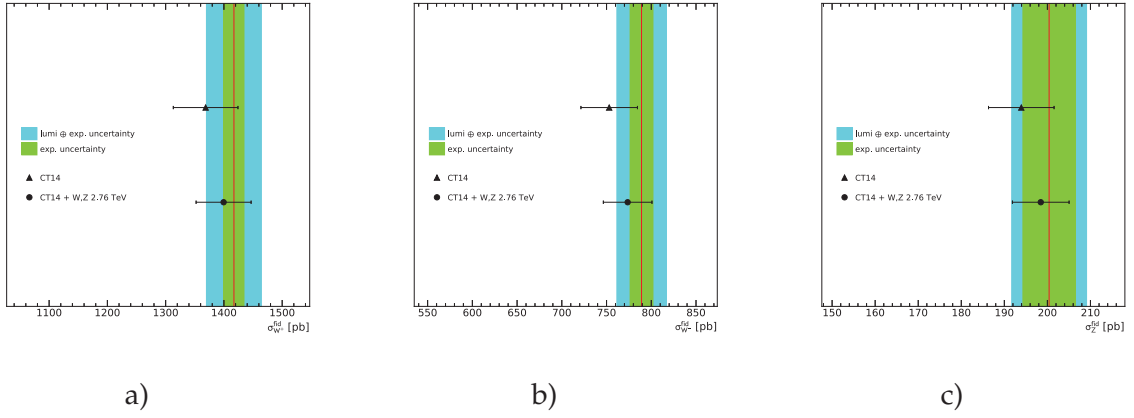 lumi ⊕ exp. uncertainty
exp. uncertainty
CT14
CT14 + W,Z 2.76 TeV
1100 1200 1300 1400 1500
σ^fid_W+ [pb]
a)
lumi ⊕ exp. uncertainty
exp. uncertainty
CT14
CT14 + W,Z 2.76 TeV
550 600 650 700 750 800 850
σ^fid_W− [pb]
b)
lumi ⊕ exp. uncertainty
exp. uncertainty
CT14
CT14 + W,Z 2.76 TeV
150 160 170 180 190 200 210
σ^fid_Z [pb]
c)